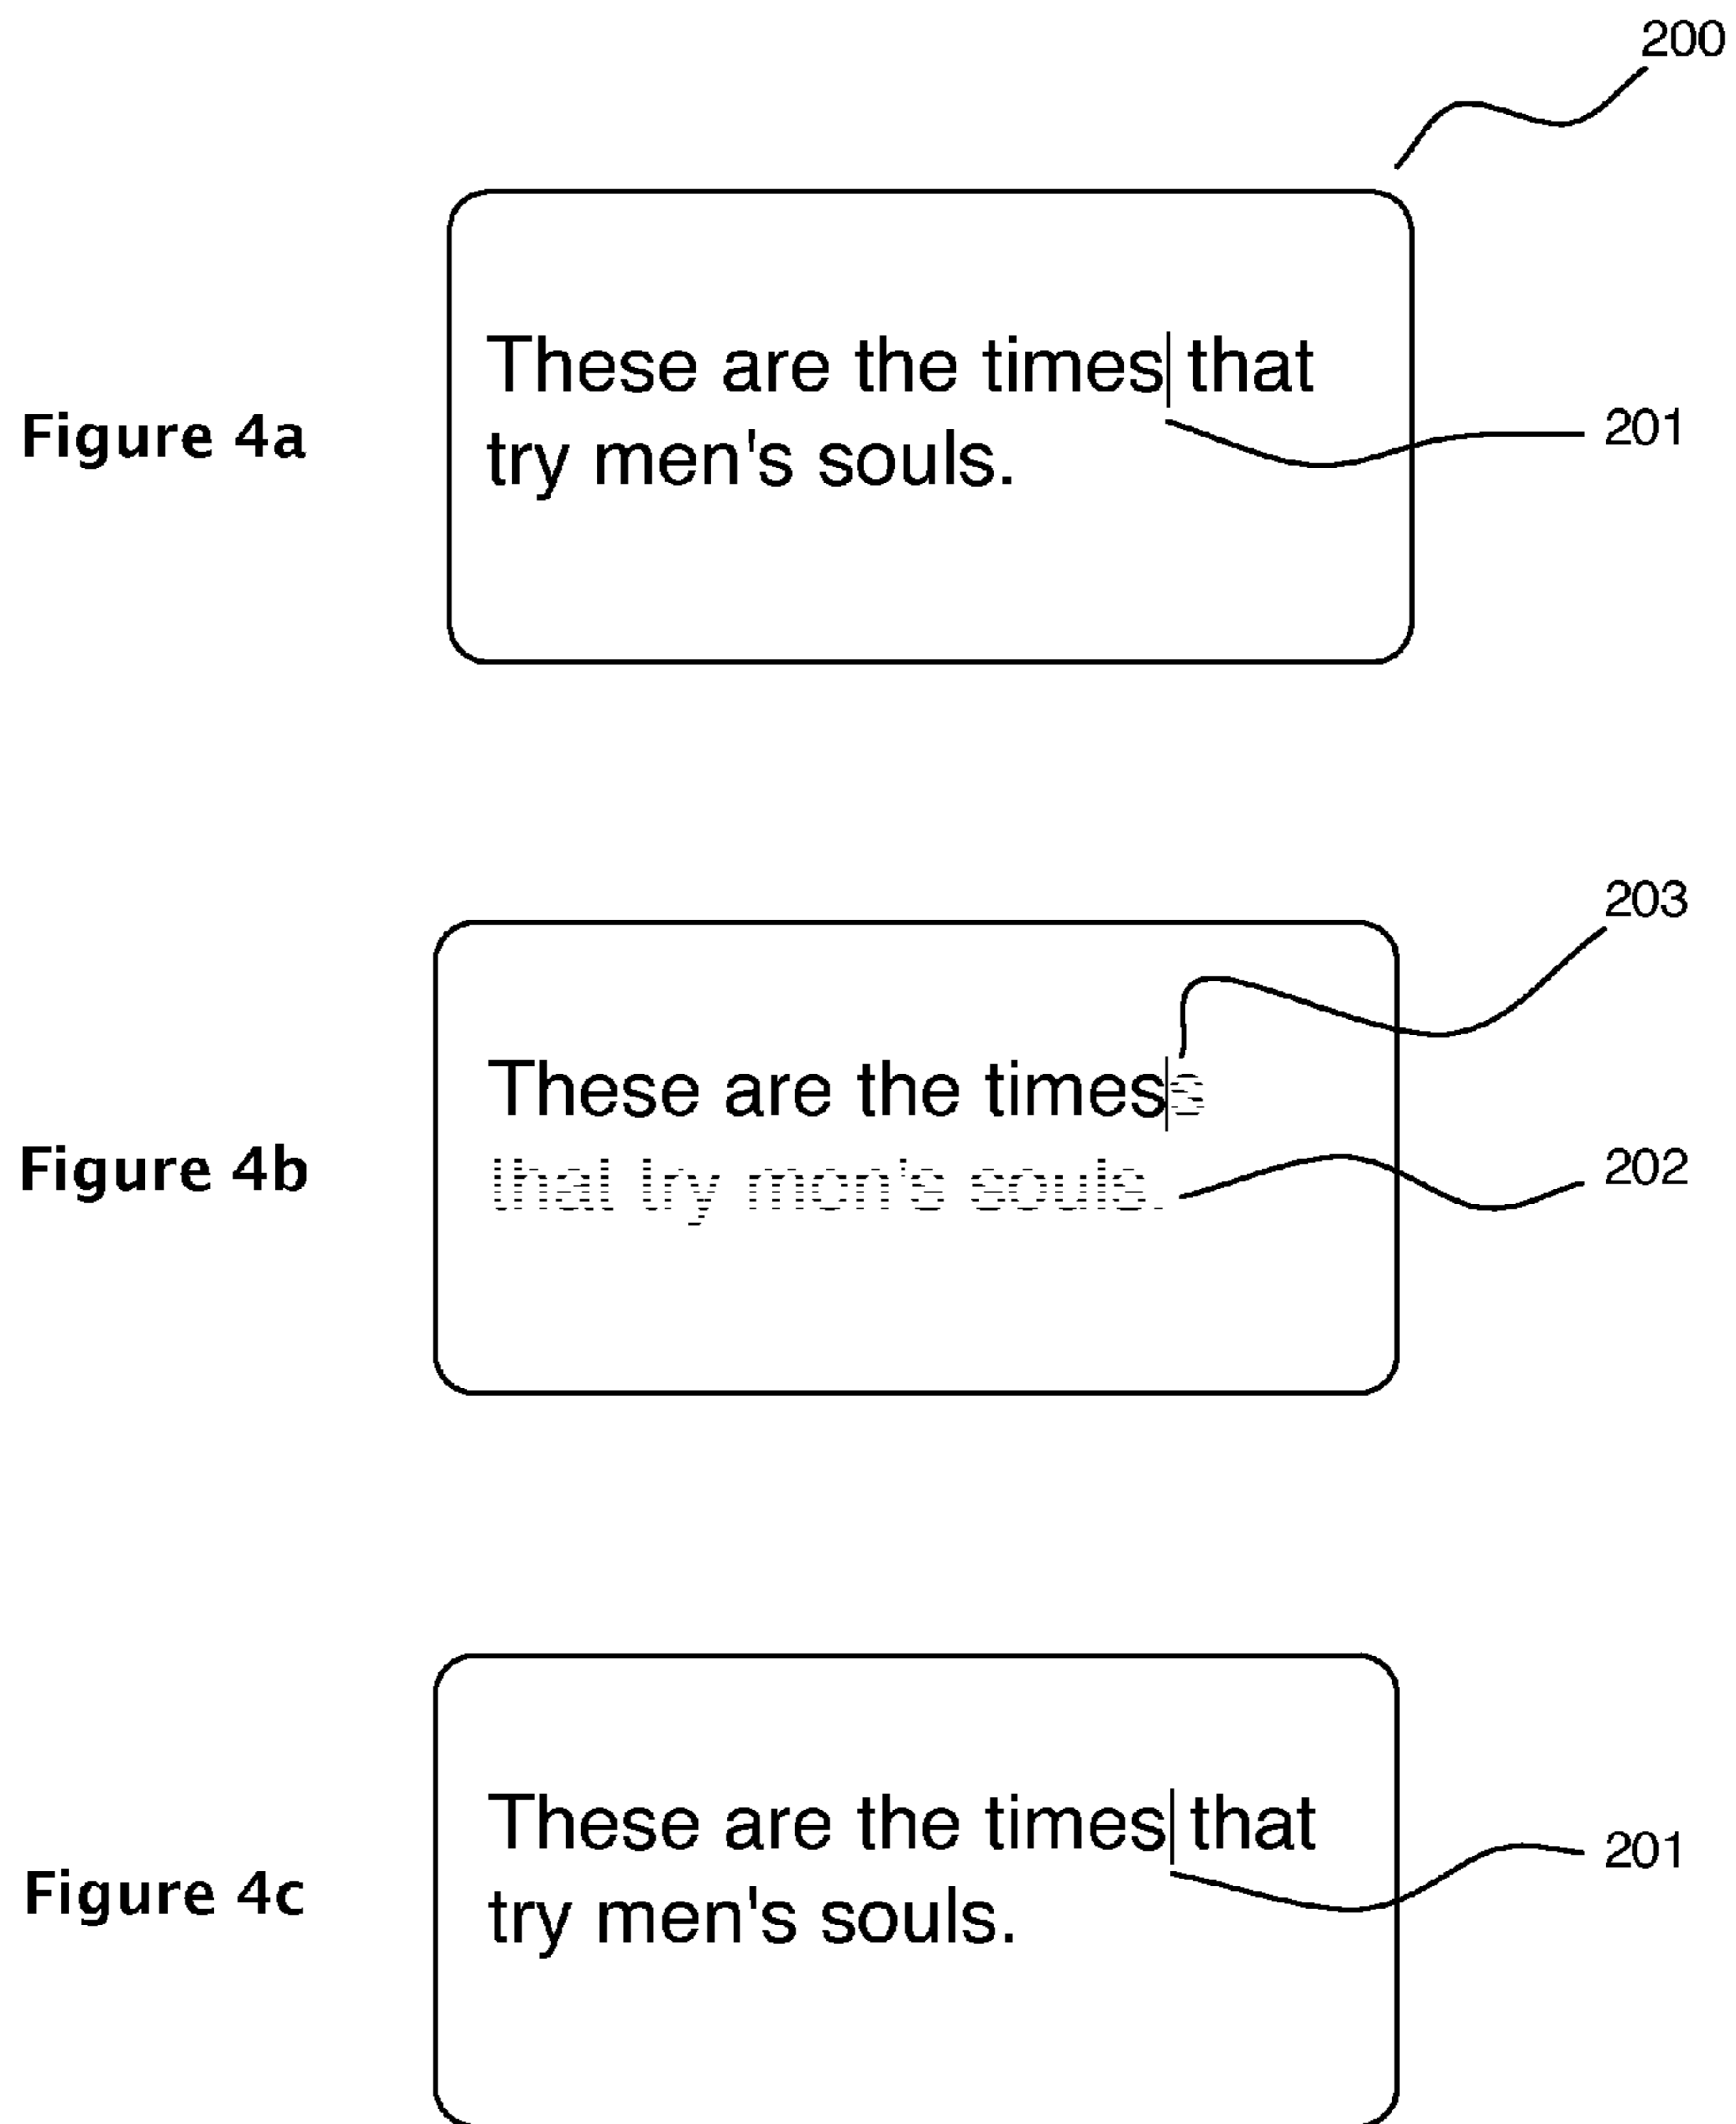 200
These are the times that
try men's souls.
Figure 4a
201
203
These are the timess
that try men's souls.
Figure 4b
202
These are the times that
try men's souls.
Figure 4c
201